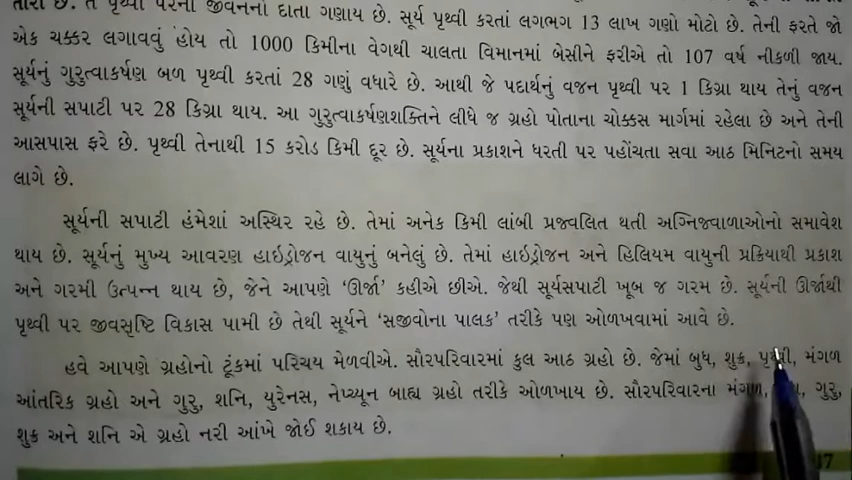 તારો છે. તે પૃથ્વી પરના જીવનનો દાતા ગણાય છે. સૂર્ય પૃથ્વી કરતાં લગભગ 13 લાખ ગણો મોટો છે. તેની ફરતે જો
એક ચક્કર લગાવવું હોય તો 1000 કિમીના વેગથી ચાલતા વિમાનમાં બેસીને ફરીએ તો 107 વર્ષ નીકળી જાય.
સૂર્યનું ગુરુત્વાકર્ષણ બળ પૃથ્વી કરતાં 28 ગણું વધારે છે. આથી જે પદાર્થનું વજન પૃથ્વી પર 1 કિગ્રા થાય તેનું વજન
સૂર્યની સપાટી પર 28 કિગ્રા થાય. આ ગુરુત્વાકર્ષણશક્તિને લીધે જ ગ્રહો પોતાના ચોક્કસ માર્ગમાં રહેલા છે અને તેની
આસપાસ ફરે છે. પૃથ્વી તેનાથી 15 કરોડ કિમી દૂર છે. સૂર્યના પ્રકાશને ધરતી પર પહોંચતા સવા આઠ મિનિટનો સમય
લાગે છે.
સૂર્યની સપાટી હંમેશાં અસ્થિર રહે છે. તેમાં અનેક કિમી લાંબી પ્રજ્વલિત થતી અગ્નિજ્વાળાઓનો સમાવેશ
થાય છે. સૂર્યનું મુખ્ય આવરણ હાઇડ્રોજન વાયુનું બનેલું છે. તેમાં હાઇડ્રોજન અને હિલિયમ વાયુની પ્રક્રિયાથી પ્રકાશ
અને ગરમી ઉત્પન્ન થાય છે, જેને આપણે ‘ઊર્જા’ કહીએ છીએ. જેથી સૂર્યસપાટી ખૂબ જ ગરમ છે. સૂર્યની ઊર્જાથી
પૃથ્વી પર જીવસૃષ્ટિ વિકાસ પામી છે તેથી સૂર્યને ‘સજીવોના પાલક’ તરીકે પણ ઓળખવામાં આવે છે.
હવે આપણે ગ્રહોનો ટૂંકમાં પરિચય મેળવીએ. સૌરપરિવારમાં કુલ આઠ ગ્રહો છે. જેમાં બુધ, શુક્ર, પૃથ્વી, મંગળ
આંતરિક ગ્રહો અને ગુરુ, શનિ, યુરેનસ, નેપ્ચ્યૂન બાહ્ય ગ્રહો તરીકે ઓળખાય છે. સૌરપરિવારના મંગળ, ગુરુ,
શુક્ર અને શનિ એ ગ્રહો નરી આંખે જોઈ શકાય છે.